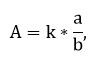 A = k * a/b,